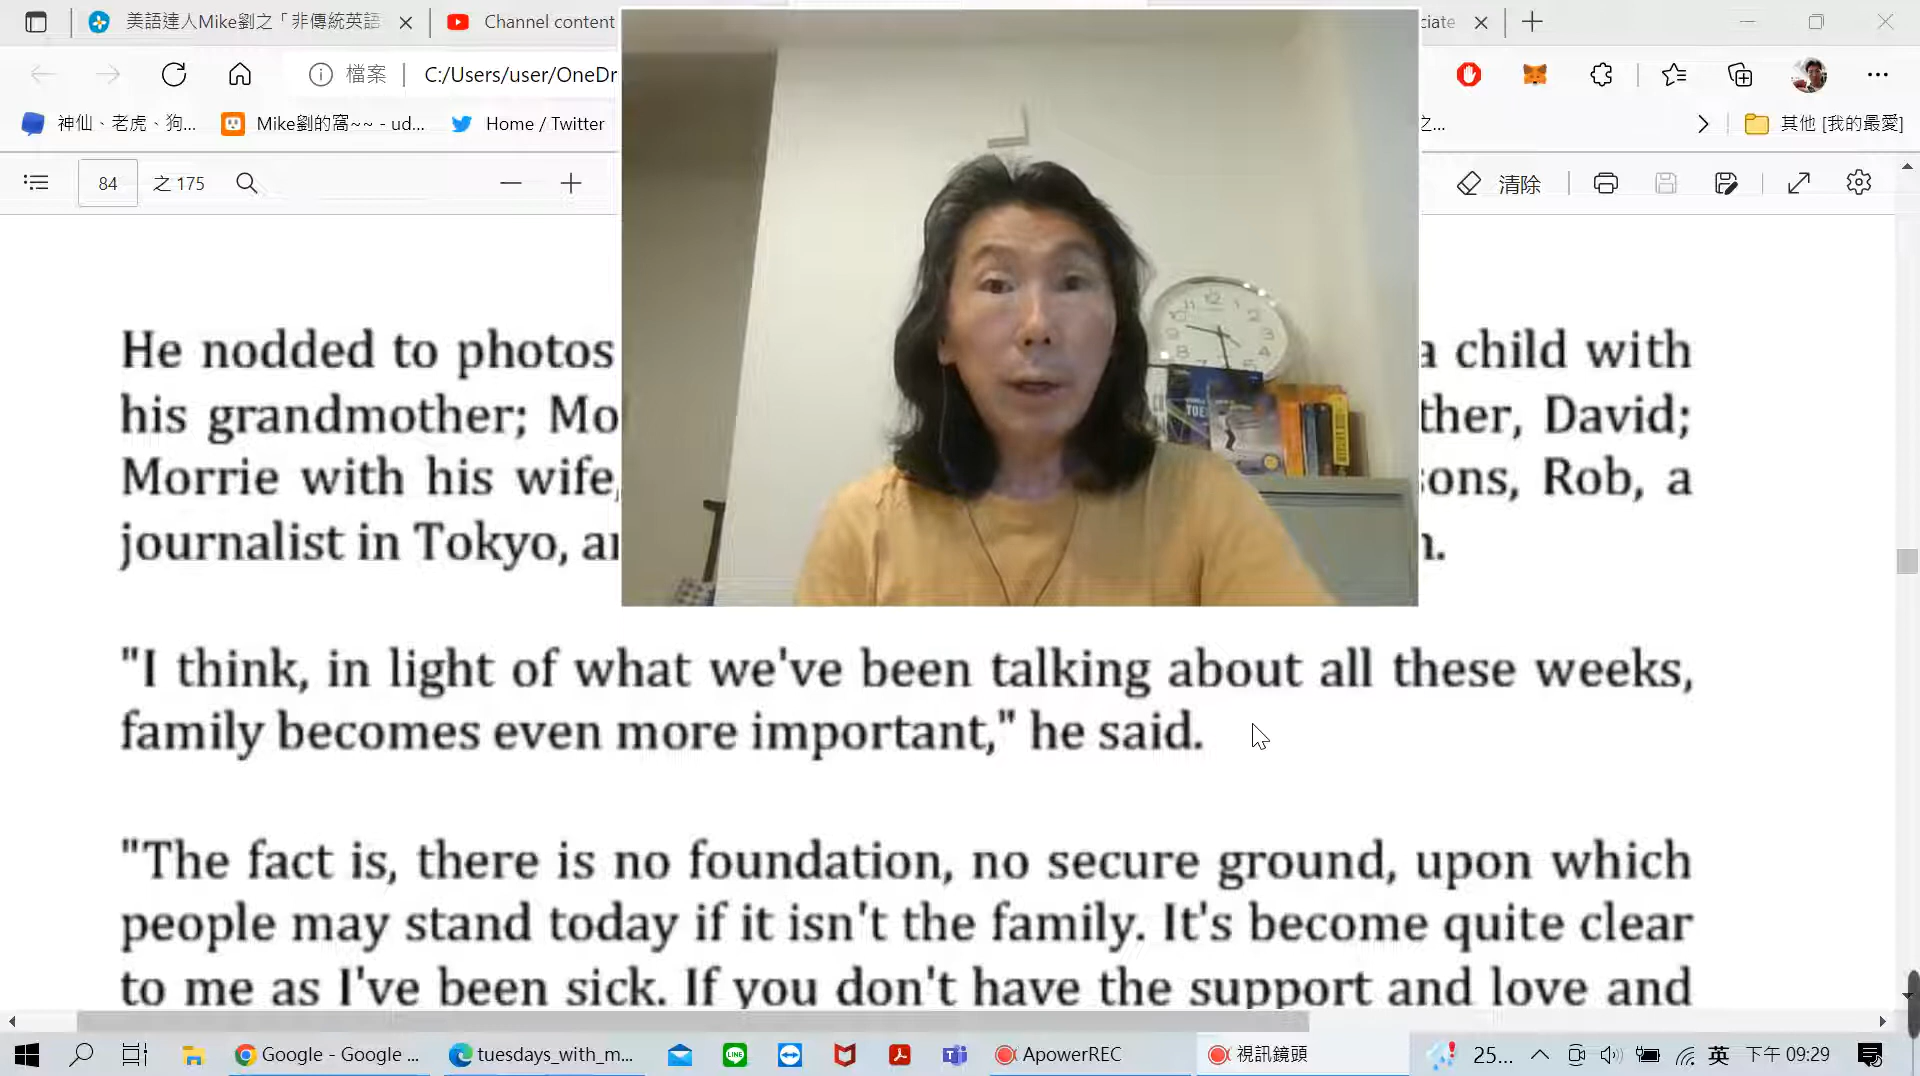 美語達人Mike劉之「非傳統英語
Channel content
ciate
檔案
C:/Users/user/OneDr
神仙、老虎、狗...
Mike劉的窩~~ - ud...
Home / Twitter
之...
其他 [我的最愛]
84
之 175
清除
He nodded to photos
a child with
his grandmother; Mo
ther, David;
Morrie with his wife,
sons, Rob, a
journalist in Tokyo, an
n.
"I think, in light of what we've been talking about all these weeks,
family becomes even more important," he said.
"The fact is, there is no foundation, no secure ground, upon which
people may stand today if it isn't the family. It's become quite clear
to me as I've been sick. If you don't have the support and love and
Google - Google ...
tuesdays_with_m...
LINE
ApowerREC
視訊鏡頭
25...
英
下午 09:29